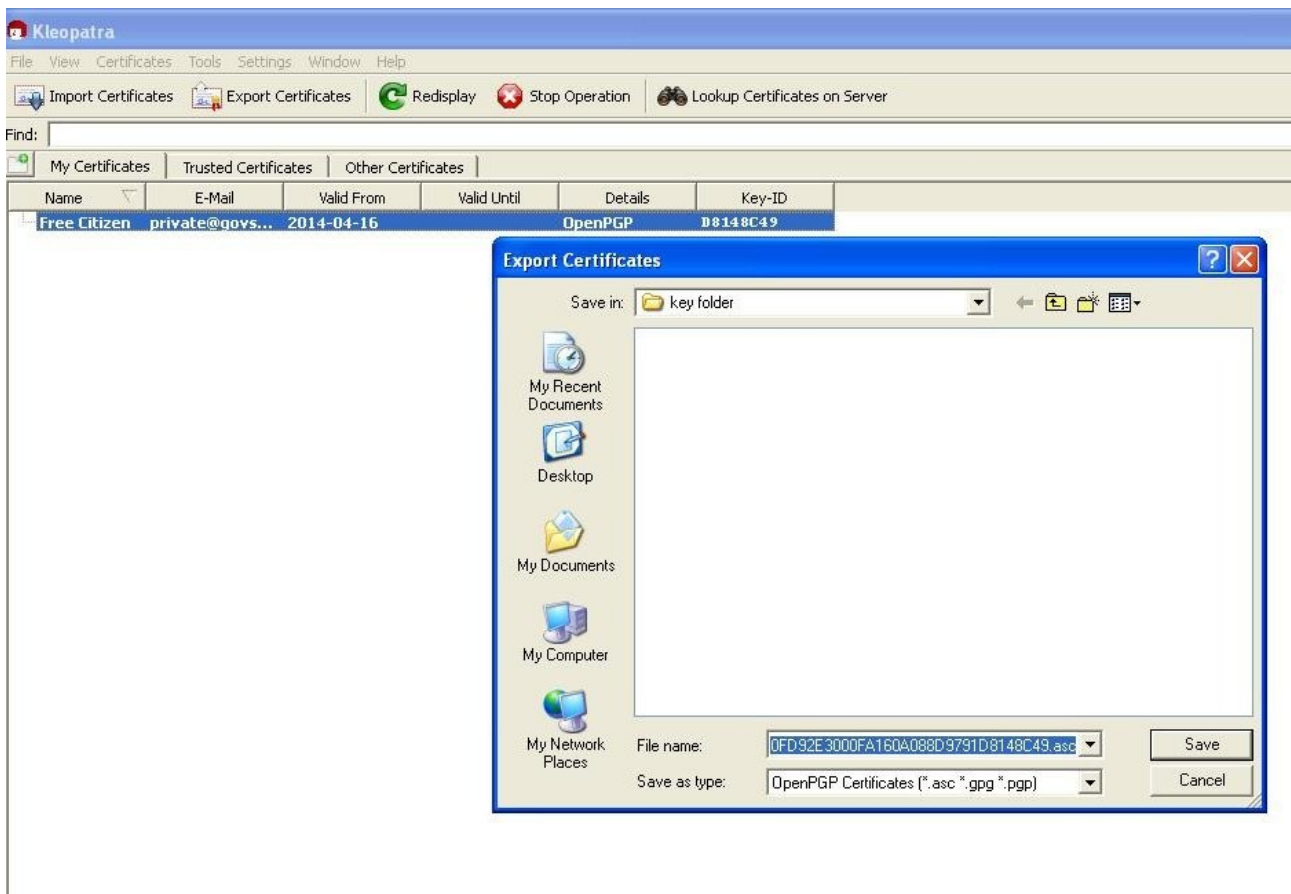 Kleopatra
File View Certificates Tools Settings Window Help
Import Certificates Export Certificates Redisplay Stop Operation Lookup Certificates on Server
Find:
My Certificates Trusted Certificates Other Certificates
Name E-Mail Valid From Valid Until Details Key-ID
Free Citizen private@govs... 2014-04-16 OpenPGP D8148C49
Export Certificates
Save in: key folder
My Recent
Documents
Desktop
My Documents
My Computer
My Network
Places
File name: 0FD92E3000FA160A088D9791D8148C49.asc Save
Save as type: OpenPGP Certificates (*.asc *.gpg *.pgp) Cancel